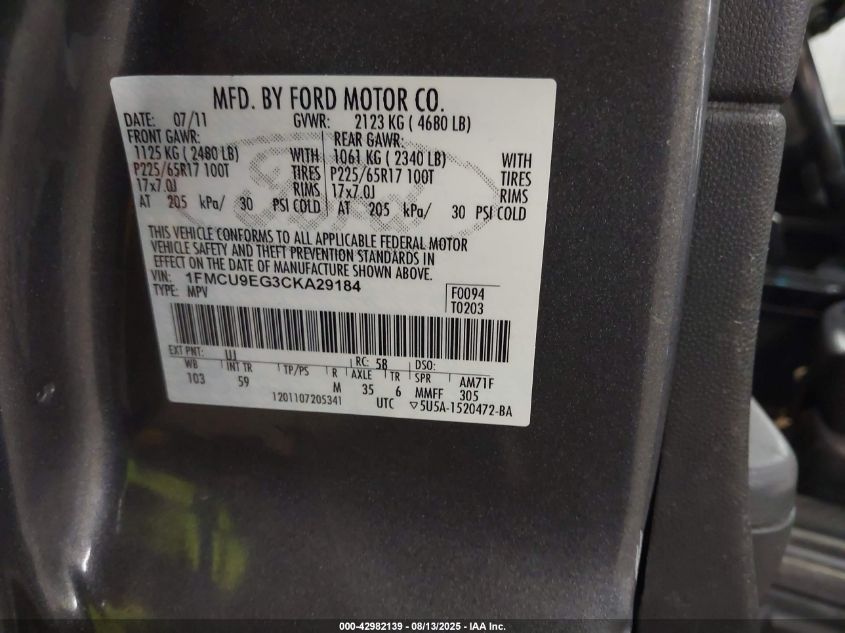 MFD. BY FORD MOTOR CO.
DATE: 07/11 GVWR: 2123 KG ( 4680 LB)
FRONT GAWR: REAR GAWR:
1125 KG ( 2480 LB) WITH 1061 KG ( 2340 LB) WITH
P225/65R17 100T TIRES P225/65R17 100T TIRES
17x7.0J RIMS 17x7.0J RIMS
AT 205 kPa/ 30 PSI COLD AT 205 kPa/ 30 PSI COLD
THIS VEHICLE CONFORMS TO ALL APPLICABLE FEDERAL MOTOR
VEHICLE SAFETY AND THEFT PREVENTION STANDARDS IN
EFFECT ON THE DATE OF MANUFACTURE SHOWN ABOVE.
VIN: 1FMCU9EG3CKA29184
TYPE: MPV
F0094
T0203
EXT PNT: UJ RC: 58 DSO:
WB INT TR TP/PS R AXLE TR SPR AM71F
103 59 M 35 6 MMFF 305
1201107205341 UTC ▽5U5A-1520472-BA
000-42982139 - 08/13/2025 - IAA Inc.